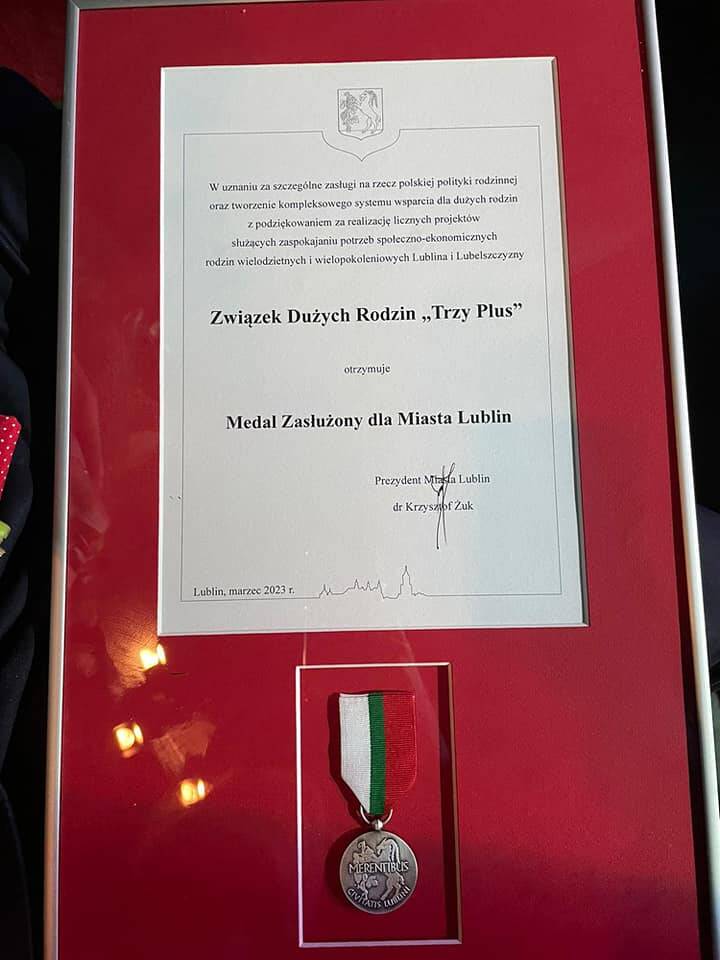 W uznaniu za szczególne zasługi na rzecz polskiej polityki rodzinnej
oraz tworzenie kompleksowego systemu wsparcia dla dużych rodzin
z podziękowaniem za realizację licznych projektów
służących zaspokajaniu potrzeb społeczno-ekonomicznych
rodzin wielodzietnych i wielopokoleniowych Lublina i Lubelszczyzny
Związek Dużych Rodzin „Trzy Plus”
otrzymuje
Medal Zasłużony dla Miasta Lublin
Prezydent Miasta Lublin
dr Krzysztof Żuk
Lublin, marzec 2023 r.
MERENTIBUS
CIVITATIS LUBLINI